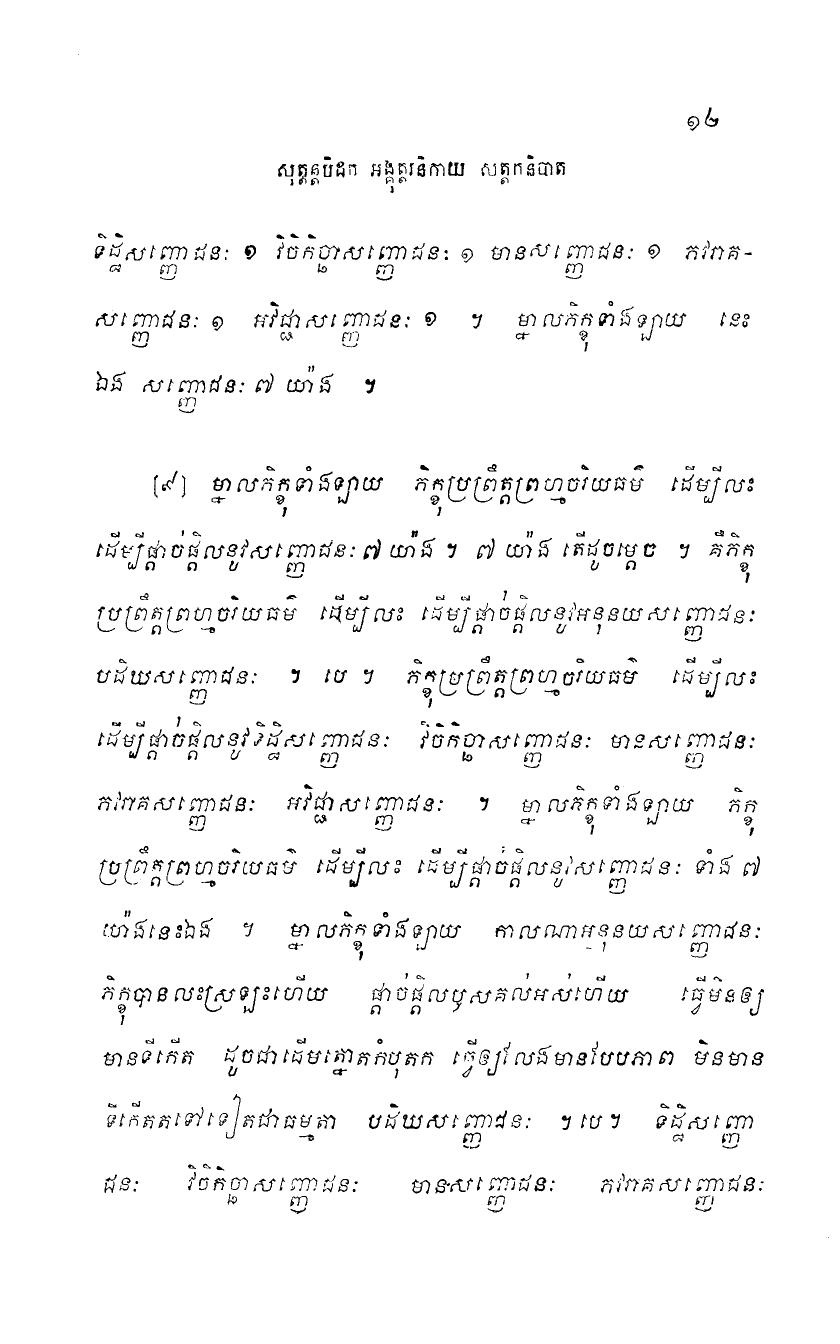 ១២
សុត្តន្តបិដក អង្គុត្តរនិកាយ សត្តកនិបាត
ទិដ្ឋិសញ្ញោជនៈ ១ វិចិកិច្ឆាសញ្ញោជនៈ ១ មានសញ្ញោជនៈ ១ ភវរាគ-
សញ្ញោជនៈ ១ អវិជ្ជាសញ្ញោជនៈ ១ ។ ម្នាលភិក្ខុទាំងឡាយ នេះ
ឯង សញ្ញោជនៈ ៧ យ៉ាង ។
[៩] ម្នាលភិក្ខុទាំងឡាយ ភិក្ខុប្រព្រឹត្តព្រហ្មចរិយធម៌ ដើម្បីលះ
ដើម្បីផ្តាច់ផ្តិលនូវសញ្ញោជនៈ ៧ យ៉ាង ។ ៧ យ៉ាង តើដូចម្តេច ។ គឺភិក្ខុ
ប្រព្រឹត្តព្រហ្មចរិយធម៌ ដើម្បីលះ ដើម្បីផ្តាច់ផ្តិលនូវអនុនយសញ្ញោជនៈ
បដិឃសញ្ញោជនៈ ។ បេ ។ ភិក្ខុប្រព្រឹត្តព្រហ្មចរិយធម៌ ដើម្បីលះ
ដើម្បីផ្តាច់ផ្តិលនូវទិដ្ឋិសញ្ញោជនៈ វិចិកិច្ឆាសញ្ញោជនៈ មានសញ្ញោជនៈ
ភវរាគសញ្ញោជនៈ អវិជ្ជាសញ្ញោជនៈ ។ ម្នាលភិក្ខុទាំងឡាយ ភិក្ខុ
ប្រព្រឹត្តព្រហ្មចរិយធម៌ ដើម្បីលះ ដើម្បីផ្តាច់ផ្តិលនូវសញ្ញោជនៈ ទាំង ៧
យ៉ាងនេះឯង ។ ម្នាលភិក្ខុទាំងឡាយ កាលណាអនុនយសញ្ញោជនៈ
ភិក្ខុបានលះស្រឡះហើយ ផ្តាច់ផ្តិលឫសគល់អស់ហើយ ធ្វើមិនឲ្យ
មានទីកើត ដូចជាដើមត្នោតកំបុតក ធ្វើឲ្យលែងមានបែបភាព មិនមាន
ទីកើតតទៅទៀតជាធម្មតា បដិឃសញ្ញោជនៈ ។ បេ ។ ទិដ្ឋិសញ្ញោ
ជនៈ វិចិកិច្ឆាសញ្ញោជនៈ មានសញ្ញោជនៈ ភវរាគសញ្ញោជនៈ